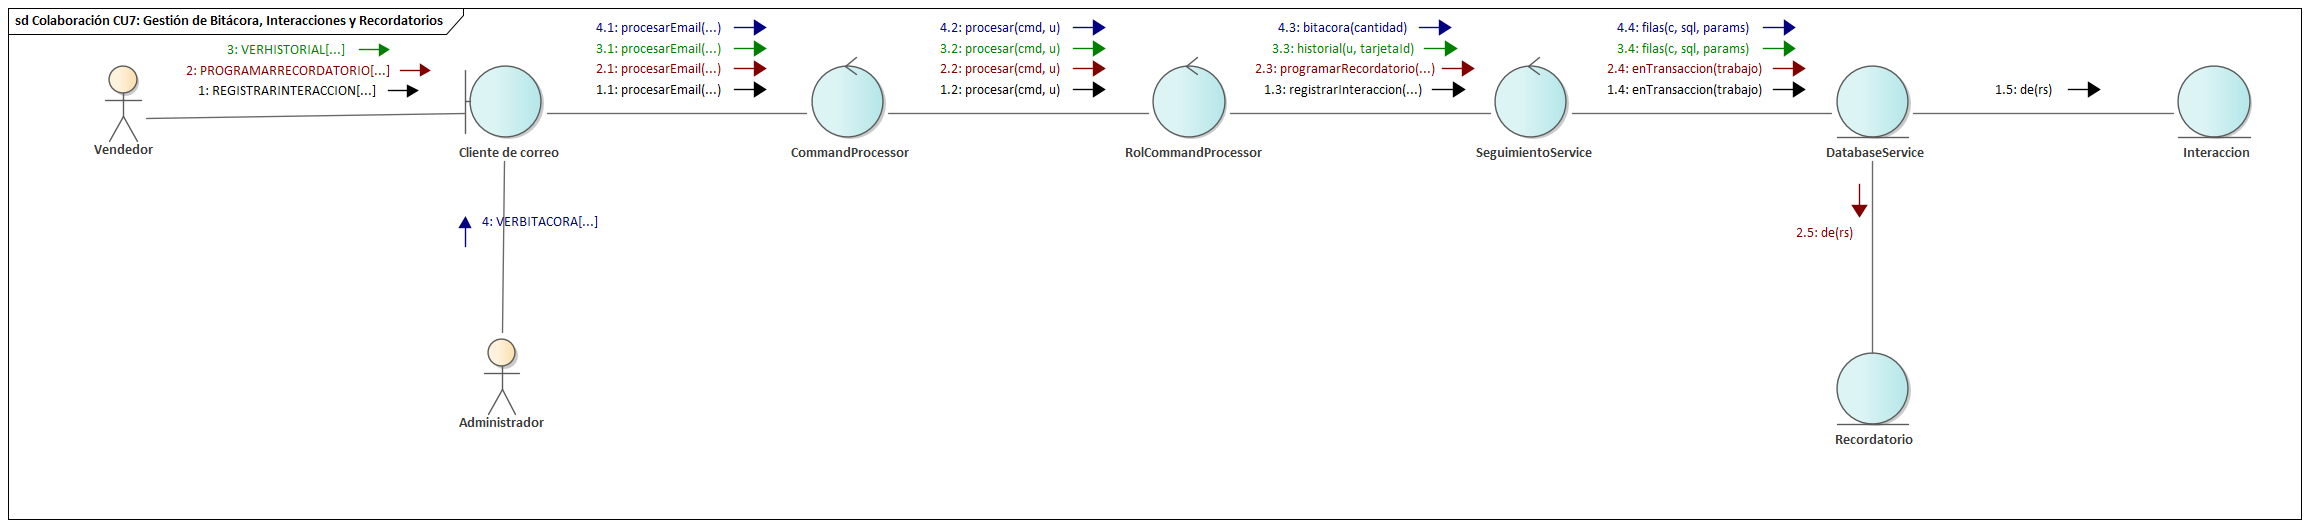 sd Colaboración CU7: Gestión de Bitácora, Interacciones y Recordatorios
3: VERHISTORIAL[...]
2: PROGRAMARRECORDATORIO[...]
1: REGISTRARINTERACCION[...]
4.1: procesarEmail(...)
3.1: procesarEmail(...)
2.1: procesarEmail(...)
1.1: procesarEmail(...)
4.2: procesar(cmd, u)
3.2: procesar(cmd, u)
2.2: procesar(cmd, u)
1.2: procesar(cmd, u)
4.3: bitacora(cantidad)
3.3: historial(u, tarjetaId)
2.3: programarRecordatorio(...)
1.3: registrarInteraccion(...)
4.4: filas(c, sql, params)
3.4: filas(c, sql, params)
2.4: enTransaccion(trabajo)
1.4: enTransaccion(trabajo)
1.5: de(rs)
Vendedor
Cliente de correo
CommandProcessor
RolCommandProcessor
SeguimientoService
DatabaseService
Interaccion
4: VERBITACORA[...]
2.5: de(rs)
Administrador
Recordatorio